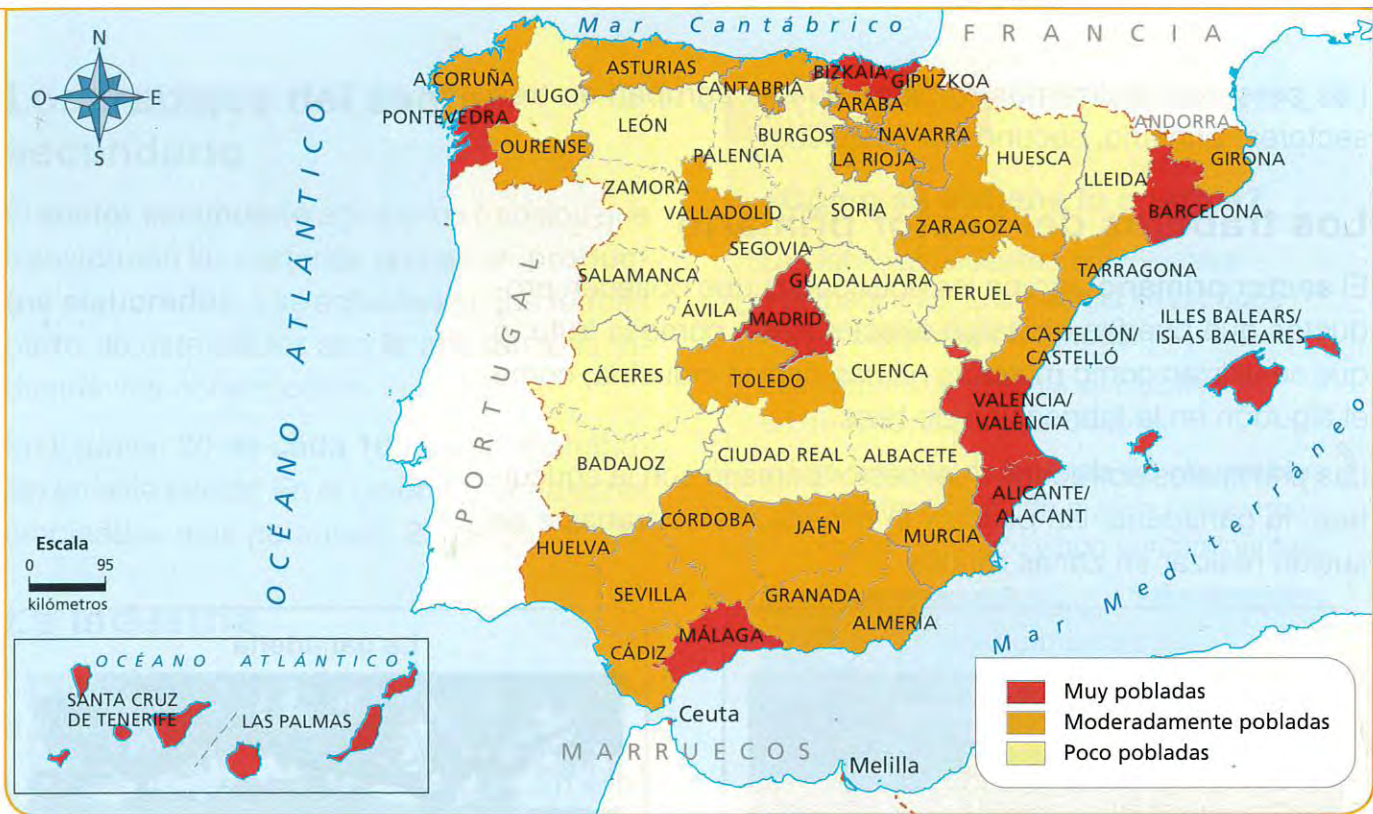 Mar Cantábrico
FRANCIA
N
O
E
S
OCÉANO ATLÁNTICO
PORTUGAL
A CORUÑA
LUGO
ASTURIAS
CANTABRIA
BIZKAIA
GIPUZKOA
ARABA
NAVARRA
PONTEVEDRA
OURENSE
LEÓN
PALENCIA
BURGOS
LA RIOJA
HUESCA
ANDORRA
LLEIDA
GIRONA
BARCELONA
ZAMORA
VALLADOLID
SORIA
ZARAGOZA
TARRAGONA
SEGOVIA
SALAMANCA
ÁVILA
MADRID
GUADALAJARA
TERUEL
CASTELLÓN/
CASTELLÓ
ILLES BALEARS/
ISLAS BALEARES
CÁCERES
TOLEDO
CUENCA
VALENCIA/
VALÈNCIA
BADAJOZ
CIUDAD REAL
ALBACETE
ALICANTE/
ALACANT
CÓRDOBA
JAÉN
MURCIA
HUELVA
SEVILLA
GRANADA
ALMERÍA
MÁLAGA
CÁDIZ
Mar Mediterráneo
Ceuta
MARRUECOS
Melilla
Escala
0 95
kilómetros
OCÉANO ATLÁNTICO
SANTA CRUZ
DE TENERIFE
LAS PALMAS
Muy pobladas
Moderadamente pobladas
Poco pobladas